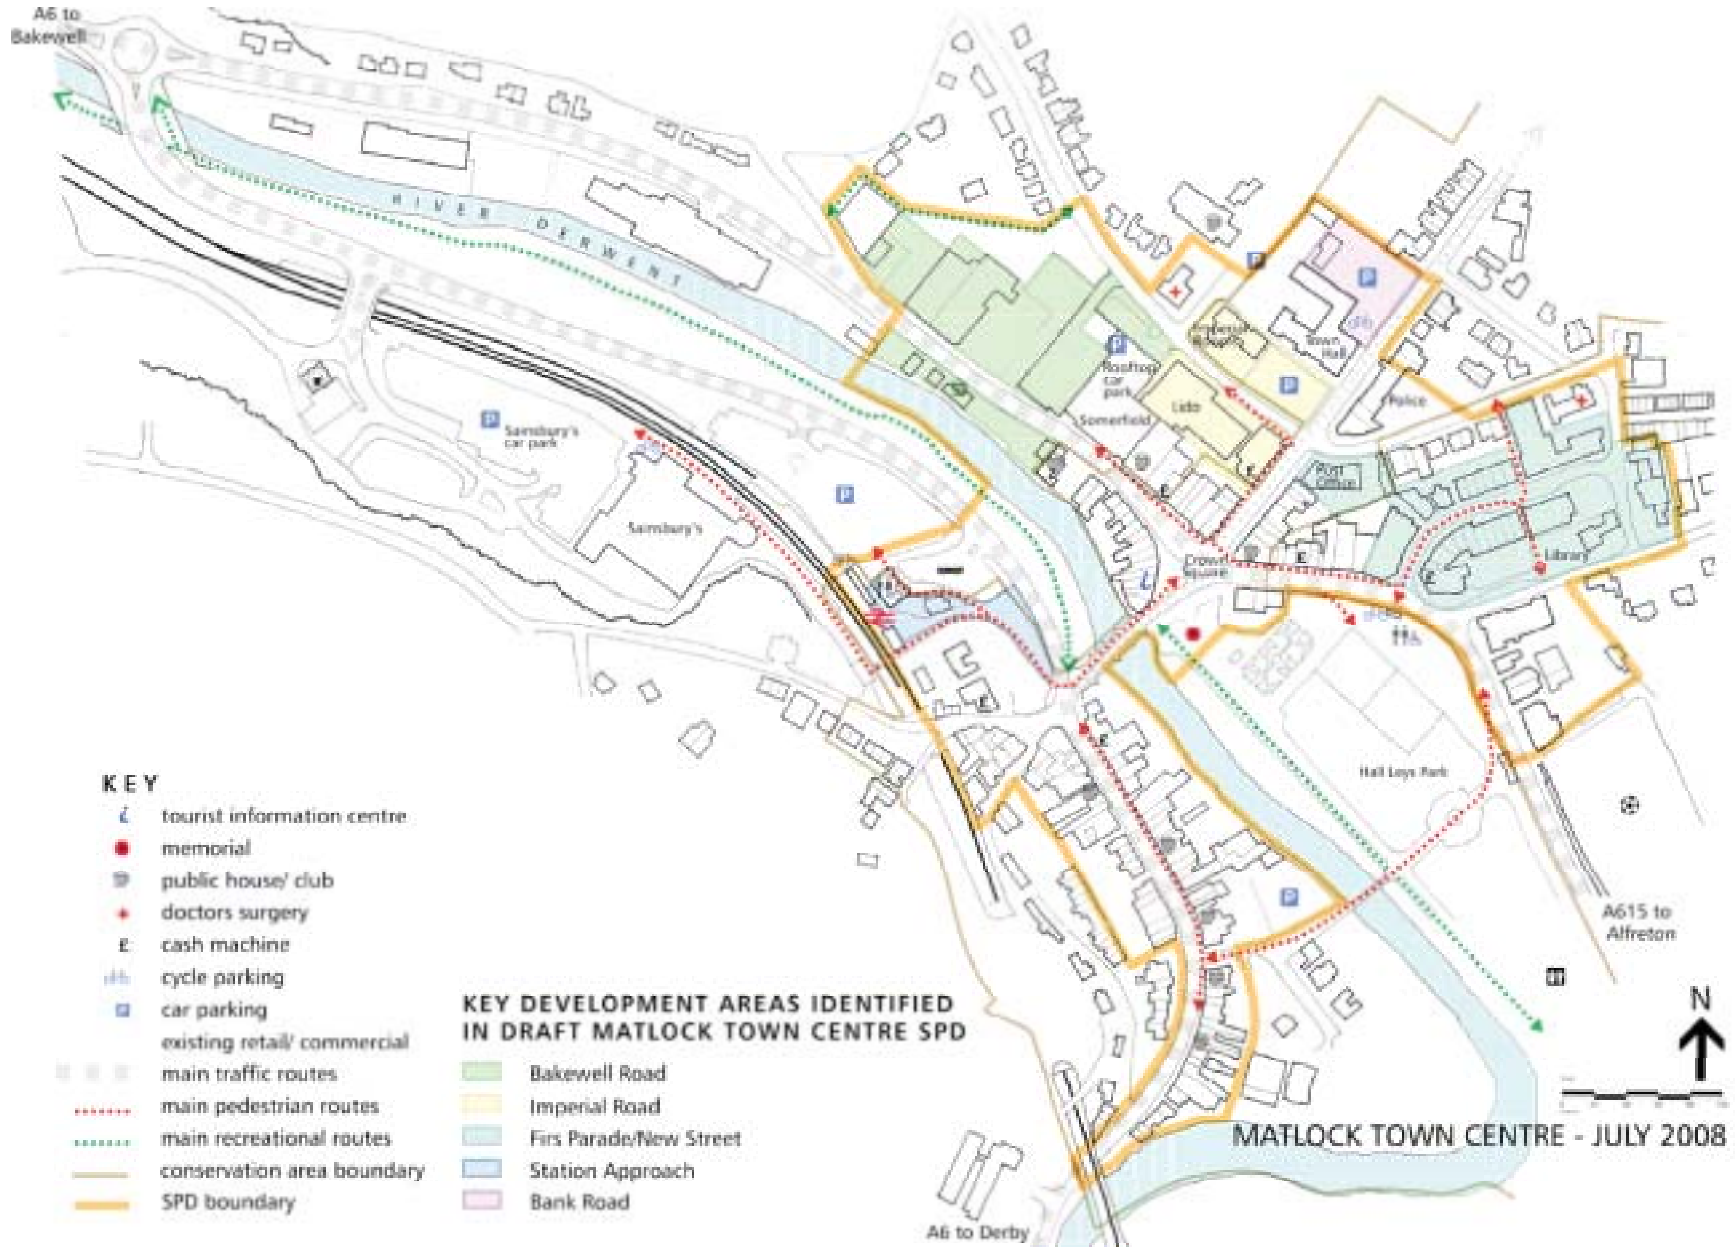 A6 to
Bakewell
RIVER DERWENT
Imperial
Rooftop
car
park
Town
Hall
Somerfield
Lido
Police
Post
Office
Sainsbury's
car park
Sainsbury's
Crown
Square
Library
Hall Leys Park
A615 to
Alfreton
N
KEY
tourist information centre
memorial
public house/ club
doctors surgery
£ cash machine
cycle parking
P car parking
existing retail/ commercial
main traffic routes
main pedestrian routes
main recreational routes
conservation area boundary
SPD boundary
KEY DEVELOPMENT AREAS IDENTIFIED
IN DRAFT MATLOCK TOWN CENTRE SPD
Bakewell Road
Imperial Road
Firs Parade/New Street
Station Approach
Bank Road
MATLOCK TOWN CENTRE - JULY 2008
A6 to Derby